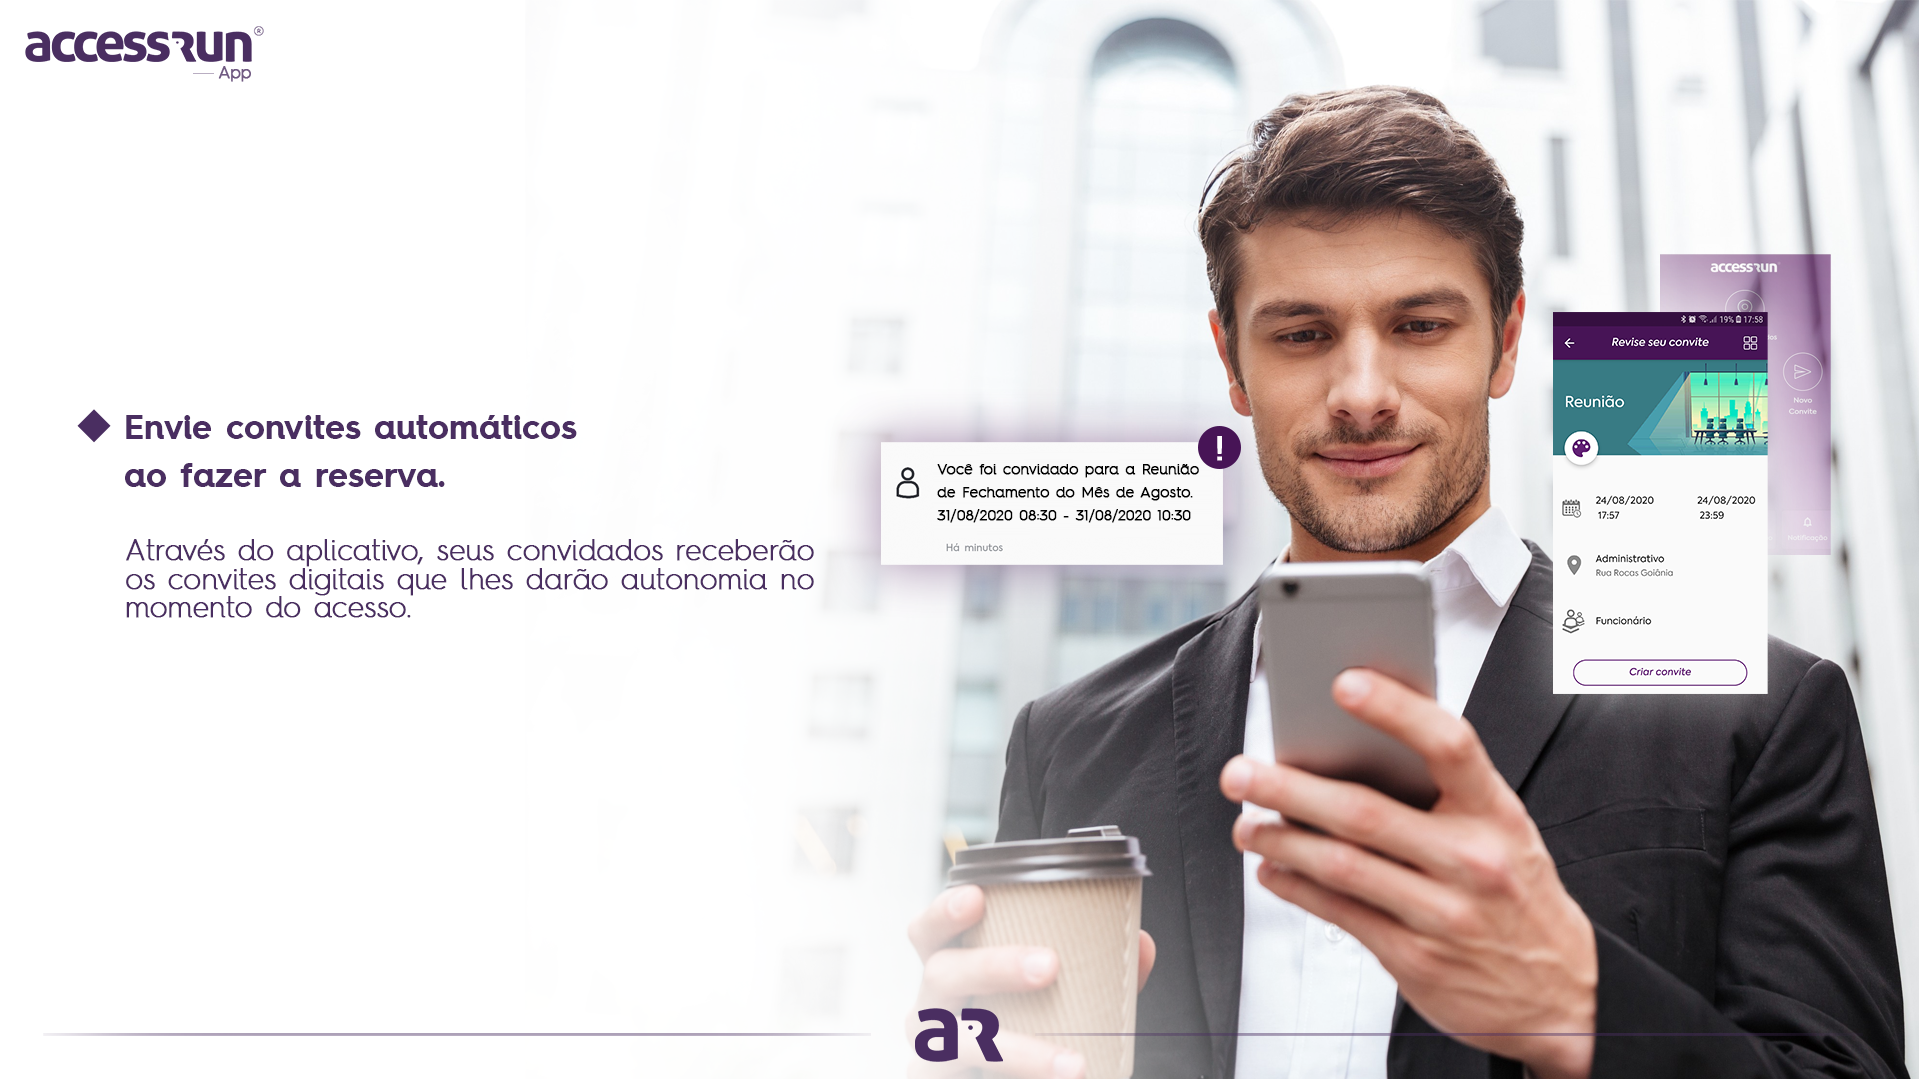 accessrun®
App
Envie convites automáticos
ao fazer a reserva.
Através do aplicativo, seus convidados receberão
os convites digitais que lhes darão autonomia no
momento do acesso.
!
Você foi convidado para a Reunião
de Fechamento do Mês de Agosto.
31/08/2020 08:30 - 31/08/2020 10:30
Há minutos
accessrun
Novo
Convite
Notificação
19% 17:58
Revise seu convite
Reunião
24/08/2020 24/08/2020
17:57 23:59
Administrativo
Rua Rocas Goiânia
Funcionário
Criar convite
aR